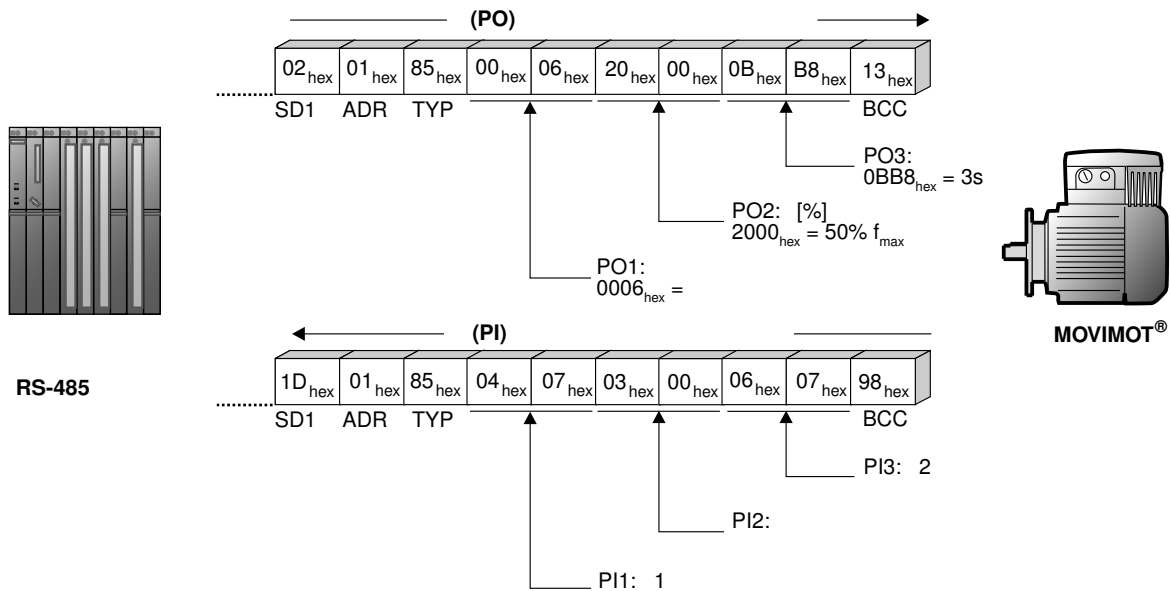 (PO)
02hex 01hex 85hex 00hex 06hex 20hex 00hex 0Bhex B8hex 13hex
SD1 ADR TYP BCC
PO3:
0BB8hex = 3s
PO2: [%]
2000hex = 50% fmax
PO1:
0006hex =
MOVIMOT®
(PI)
RS-485
1Dhex 01hex 85hex 04hex 07hex 03hex 00hex 06hex 07hex 98hex
SD1 ADR TYP BCC
PI3: 2
PI2:
PI1: 1